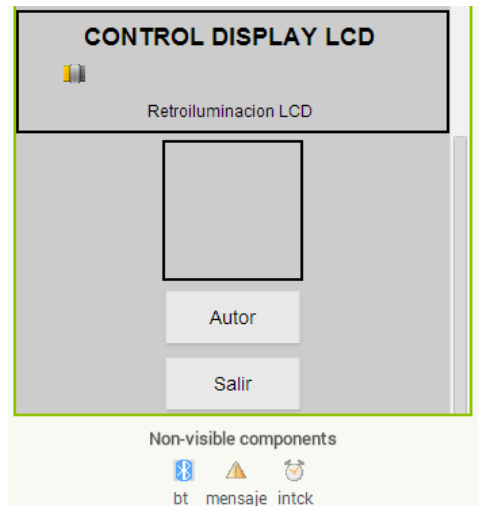 CONTROL DISPLAY LCD
Retroiluminacion LCD
Autor
Salir
Non-visible components
bt mensaje intck